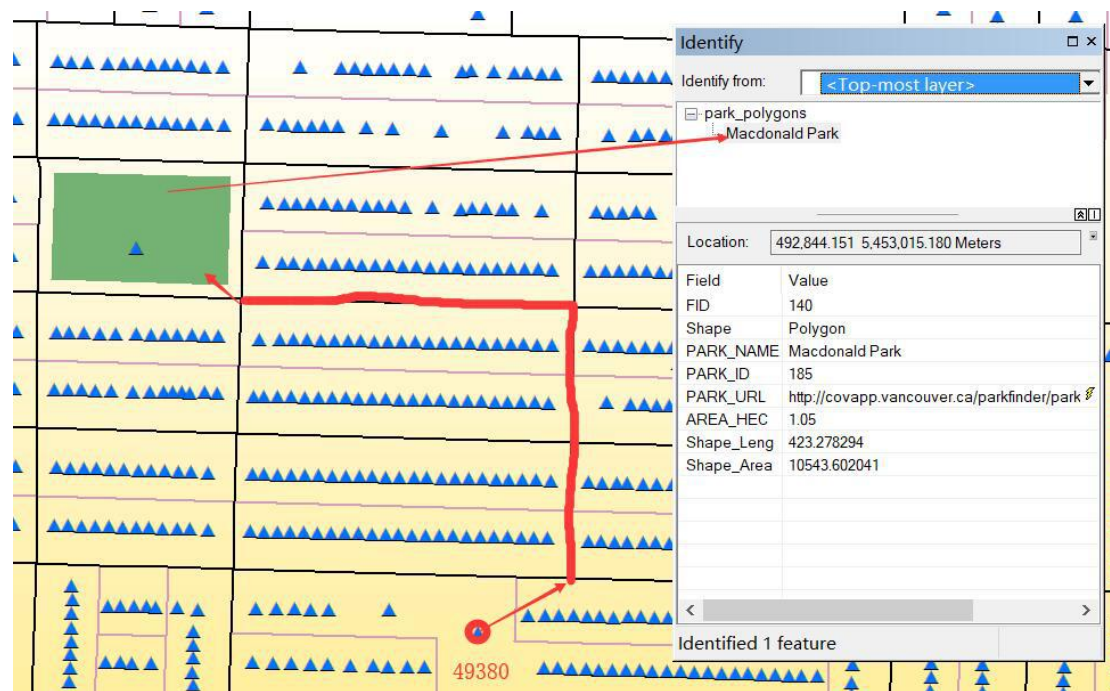 Identify
Identify from: <Top-most layer>
park_polygons
Macdonald Park
Location: 492,844.151 5,453,015.180 Meters
Field Value
FID 140
Shape Polygon
PARK_NAME Macdonald Park
PARK_ID 185
PARK_URL http://covapp.vancouver.ca/parkfinder/park
AREA_HEC 1.05
Shape_Leng 423.278294
Shape_Area 10543.602041
Identified 1 feature
49380